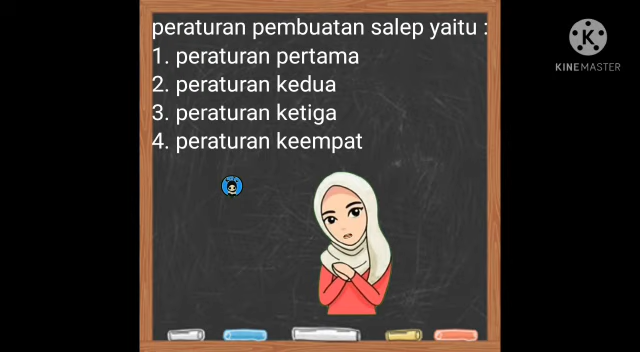 peraturan pembuatan salep yaitu :
1. peraturan pertama
2. peraturan kedua
3. peraturan ketiga
4. peraturan keempat
K
KINEMASTER